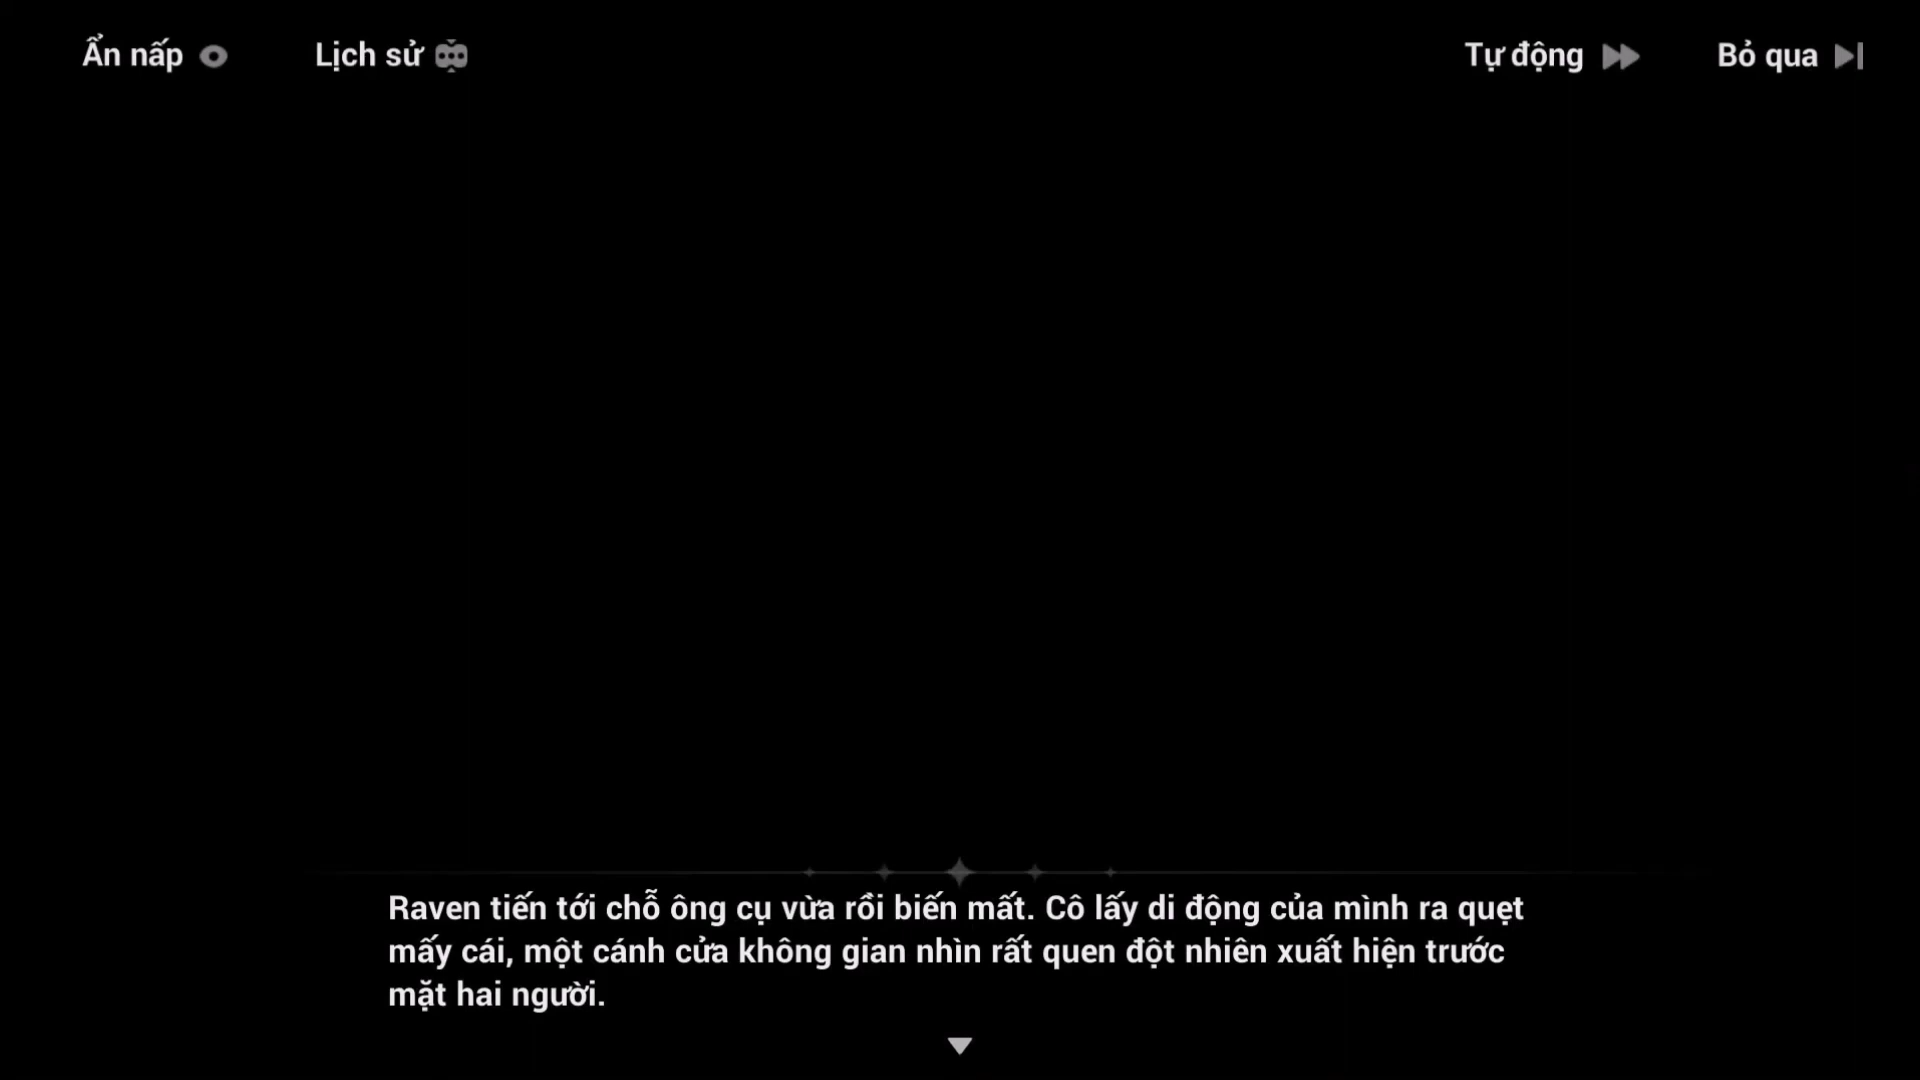 Ẩn nấp
Lịch sử
Tự động
Bỏ qua
Raven tiến tới chỗ ông cụ vừa rồi biến mất. Cô lấy di động của mình ra quẹt
mấy cái, một cánh cửa không gian nhìn rất quen đột nhiên xuất hiện trước
mặt hai người.